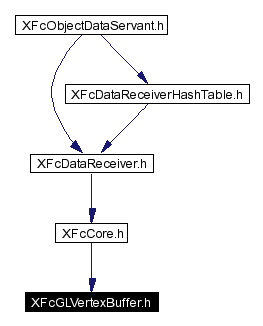 XFcObjectDataServant.h
XFcDataReceiverHashTable.h
XFcDataReceiver.h
XFcCore.h
XFcGLVertexBuffer.h